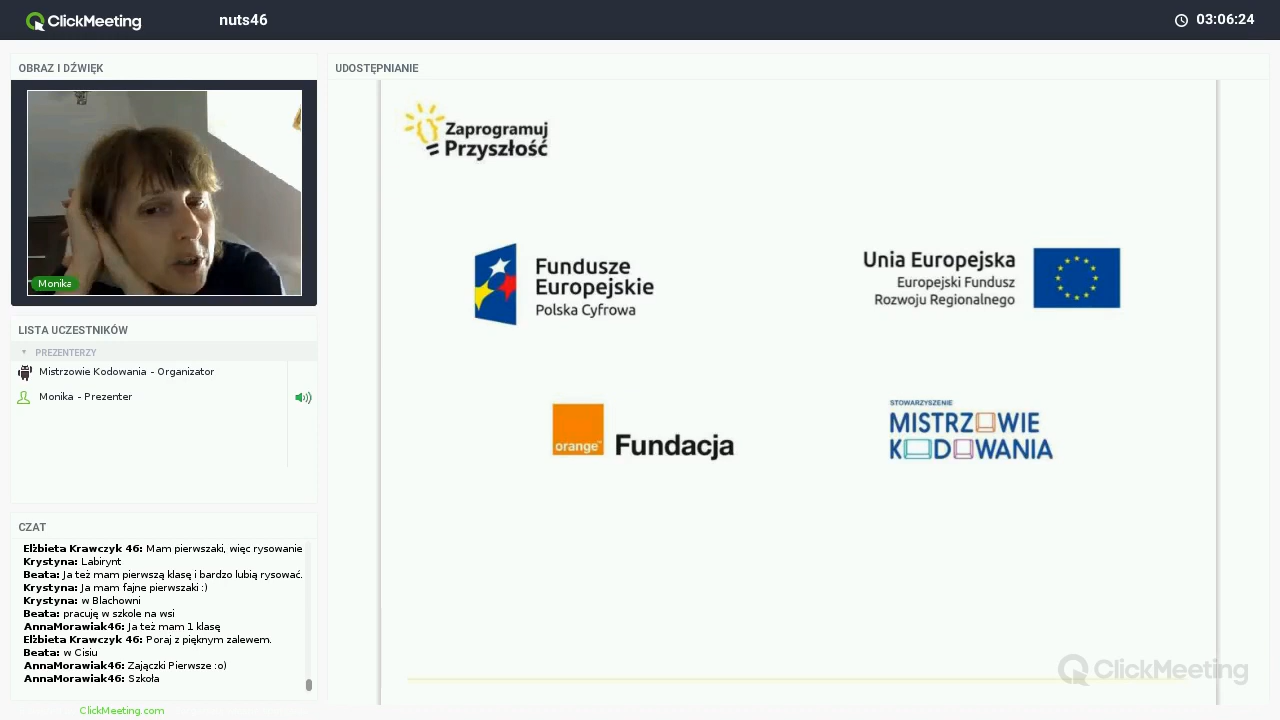 ClickMeeting
nuts46
03:06:24
OBRAZ I DŹWIĘK
UDOSTĘPNIANIE
Monika
LISTA UCZESTNIKÓW
PREZENTERZY
Mistrzowie Kodowania - Organizator
Monika - Prezenter
CZAT
Elżbieta Krawczyk 46: Mam pierwszaki, więc rysowanie
Krystyna: Labirynt
Beata: Ja też mam pierwszą klasę i bardzo lubią rysować.
Krystyna: Ja mam fajne pierwszaki :)
Krystyna: w Blachowni
Beata: pracuję w szkole na wsi
AnnaMorawiak46: Ja też mam 1 klasę
Elżbieta Krawczyk 46: Poraj z pięknym zalewem.
Beata: w Cisiu
AnnaMorawiak46: Zajączki Pierwsze :o)
AnnaMorawiak46: Szkoła
ClickMeeting.com
Zaprogramuj
Przyszłość
Fundusze
Europejskie
Polska Cyfrowa
Unia Europejska
Europejski Fundusz
Rozwoju Regionalnego
orange™
Fundacja
STOWARZYSZENIE
MISTRZOWIE
KODOWANIA
ClickMeeting